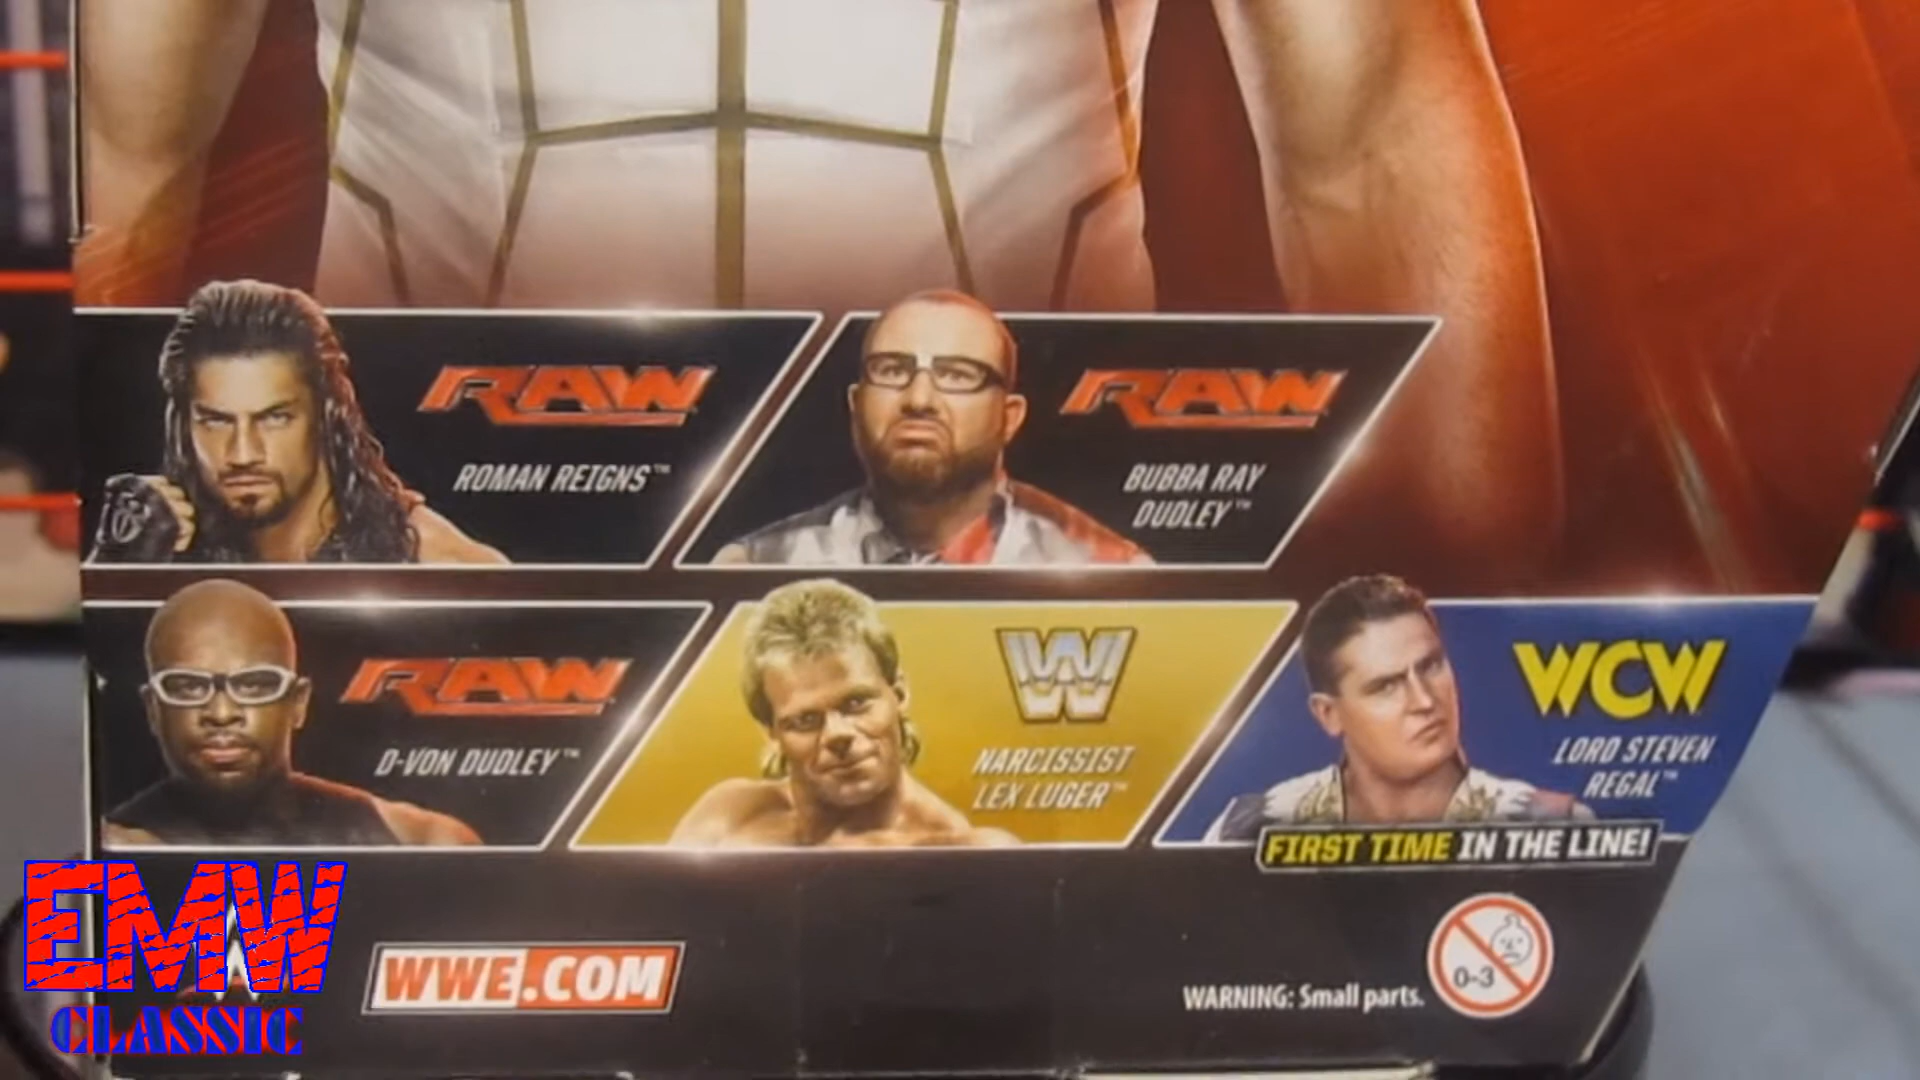 RAW
ROMAN REIGNS™
RAW
BUBBA RAY
DUDLEY™
RAW
D-VON DUDLEY™
W
NARCISSIST
LEX LUGER™
WCW
LORD STEVEN
REGAL™
FIRST TIME IN THE LINE!
EMW
CLASSIC
WWE.COM
WARNING: Small parts.
0-3